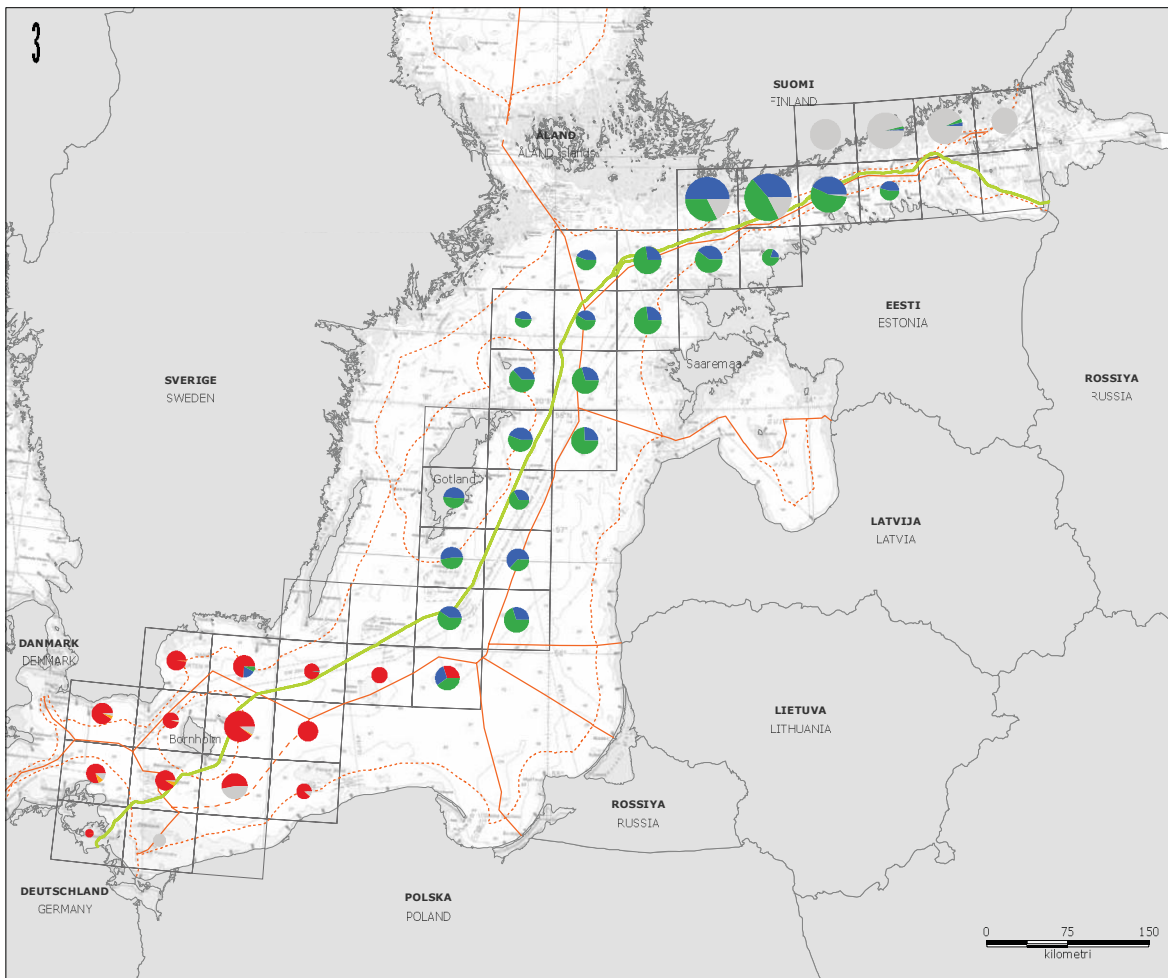 3
SUOMI
FINLAND
ÅLAND
ÅLAND Islands
EESTI
ESTONIA
Saaremaa
SVERIGE
SWEDEN
ROSSIYA
RUSSIA
Gotland
LATVIJA
LATVIA
DANMARK
DENMARK
LIETUVA
LITHUANIA
Bornholm
ROSSIYA
RUSSIA
DEUTSCHLAND
GERMANY
POLSKA
POLAND
0 75 150
kilometri